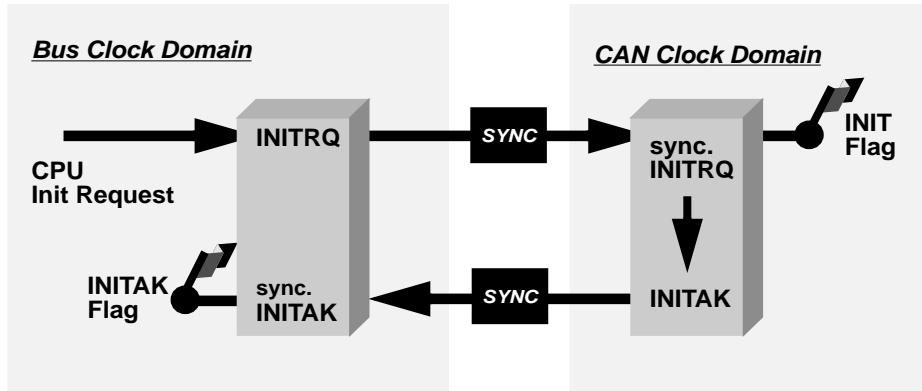 Bus Clock Domain
CAN Clock Domain
CPU
Init Request
INITRQ
SYNC
sync.
INITRQ
INIT
Flag
INITAK
Flag
sync.
INITAK
SYNC
INITAK